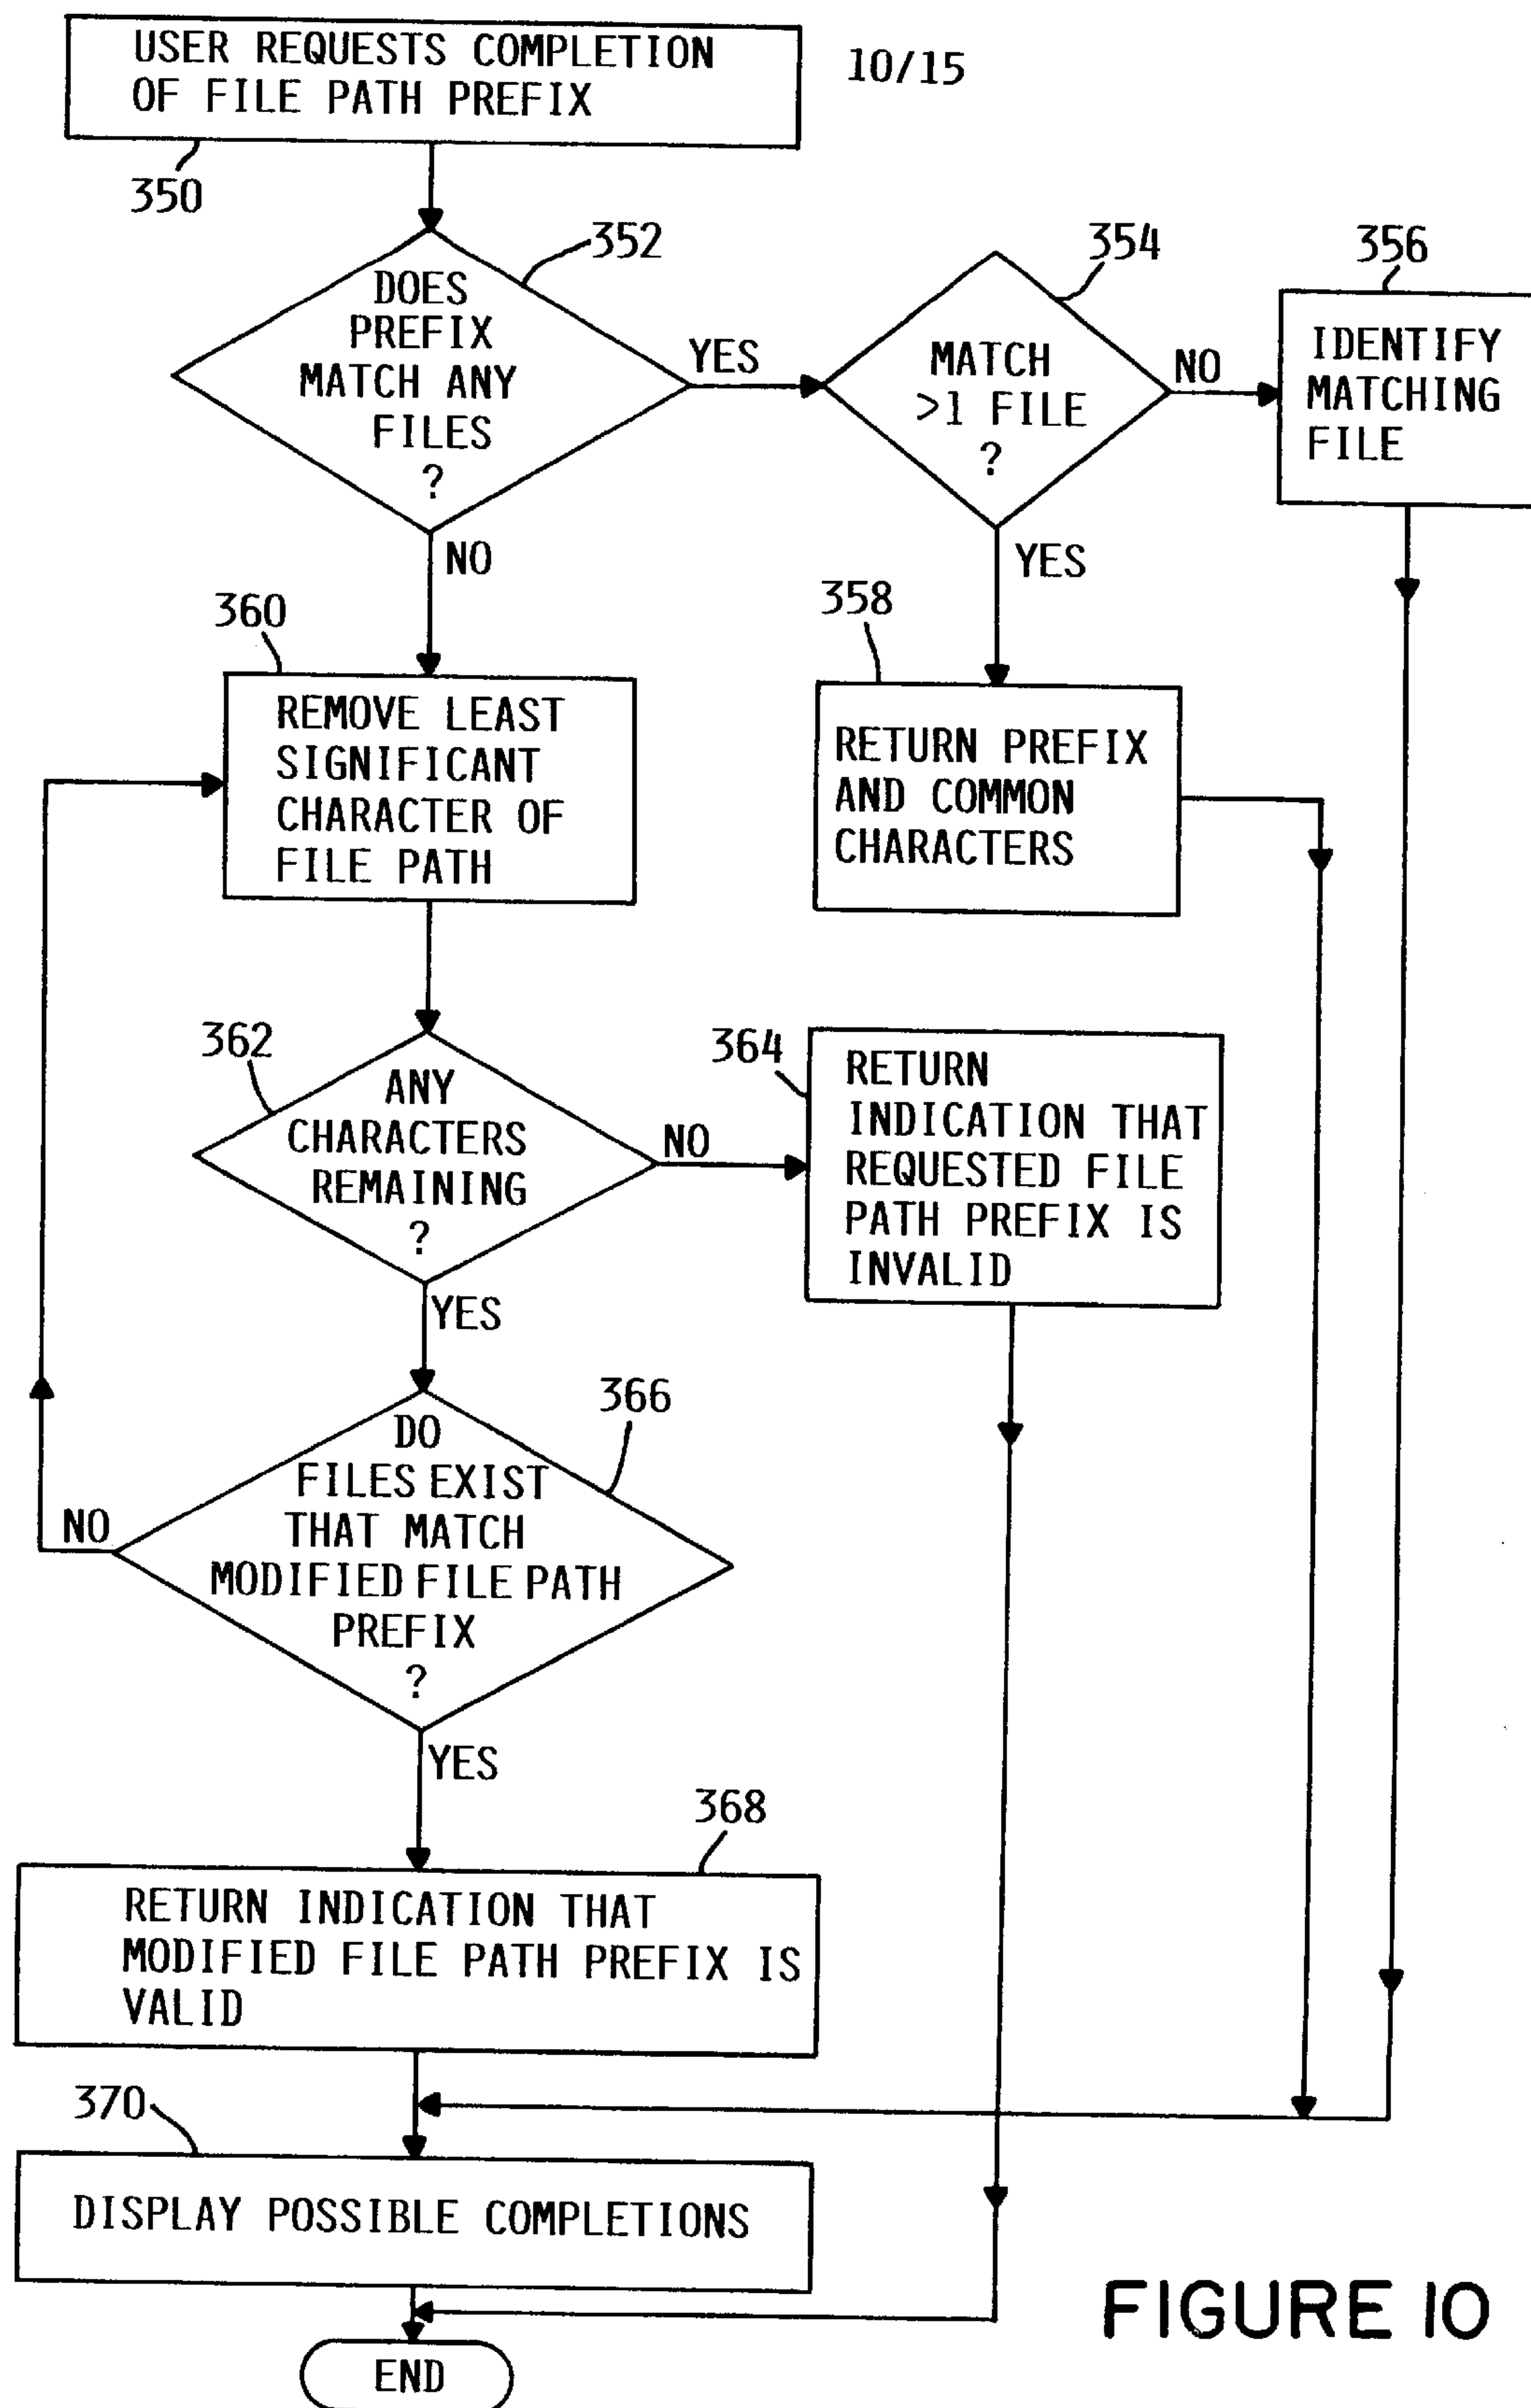 USER REQUESTS COMPLETION
OF FILE PATH PREFIX
10/15
350
352
DOES
PREFIX
MATCH ANY
FILES
?
YES
NO
354
MATCH
>1 FILE
?
NO
YES
356
IDENTIFY
MATCHING
FILE
358
RETURN PREFIX
AND COMMON
CHARACTERS
360
REMOVE LEAST
SIGNIFICANT
CHARACTER OF
FILE PATH
362
ANY
CHARACTERS
REMAINING
?
NO
YES
364
RETURN
INDICATION THAT
REQUESTED FILE
PATH PREFIX IS
INVALID
366
DO
FILES EXIST
THAT MATCH
MODIFIED FILE PATH
PREFIX
?
NO
YES
368
RETURN INDICATION THAT
MODIFIED FILE PATH PREFIX IS
VALID
370
DISPLAY POSSIBLE COMPLETIONS
END
FIGURE 10